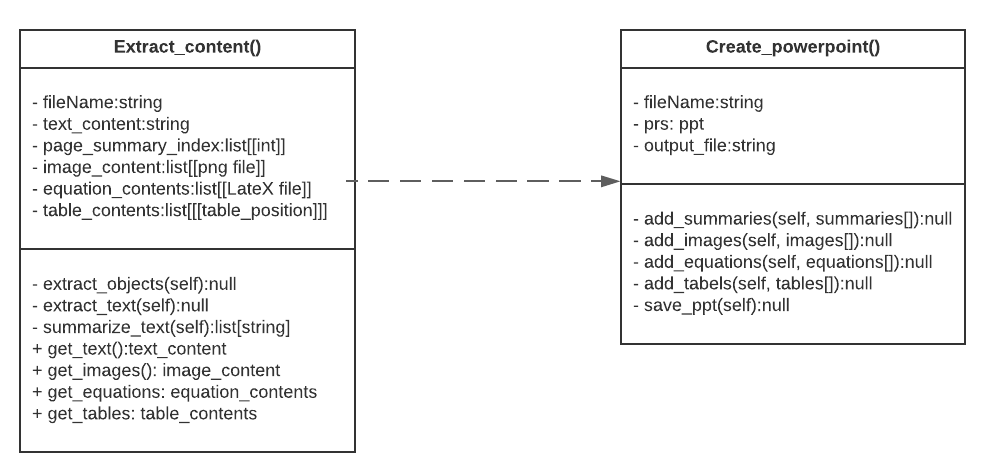 Extract_content()
- fileName:string
- text_content:string
- page_summary_index:list[[int]]
- image_content:list[[png file]]
- equation_contents:list[[LateX file]]
- table_contents:list[[[table_position]]]
- extract_objects(self):null
- extract_text(self):null
- summarize_text(self):list[string]
+ get_text():text_content
+ get_images(): image_content
+ get_equations: equation_contents
+ get_tables: table_contents
Create_powerpoint()
- fileName:string
- prs: ppt
- output_file:string
- add_summaries(self, summaries[]):null
- add_images(self, images[]):null
- add_equations(self, equations[]):null
- add_tabels(self, tables[]):null
- save_ppt(self):null